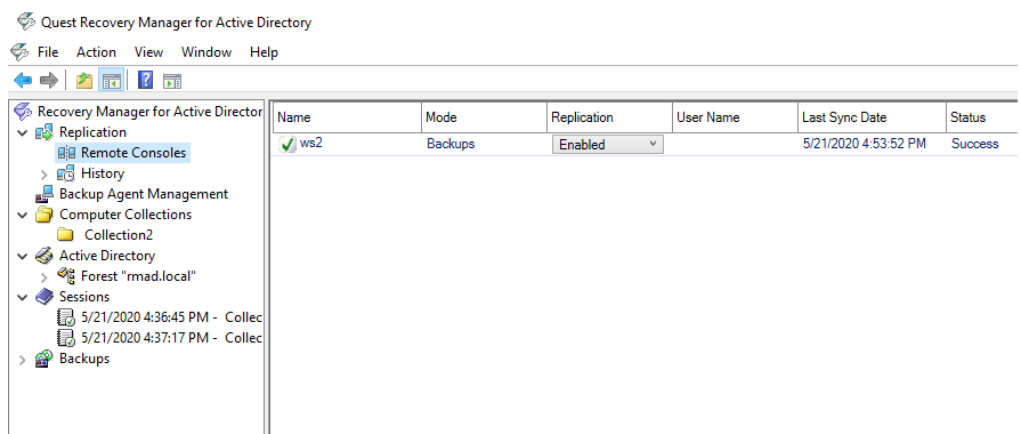 Quest Recovery Manager for Active Directory
File Action View Window Help
Recovery Manager for Active Director
Replication
Remote Consoles
History
Backup Agent Management
Computer Collections
Collection2
Active Directory
Forest "rmad.local"
Sessions
5/21/2020 4:36:45 PM - Collec
5/21/2020 4:37:17 PM - Collec
Backups
Name Mode Replication User Name Last Sync Date Status
ws2 Backups Enabled 5/21/2020 4:53:52 PM Success